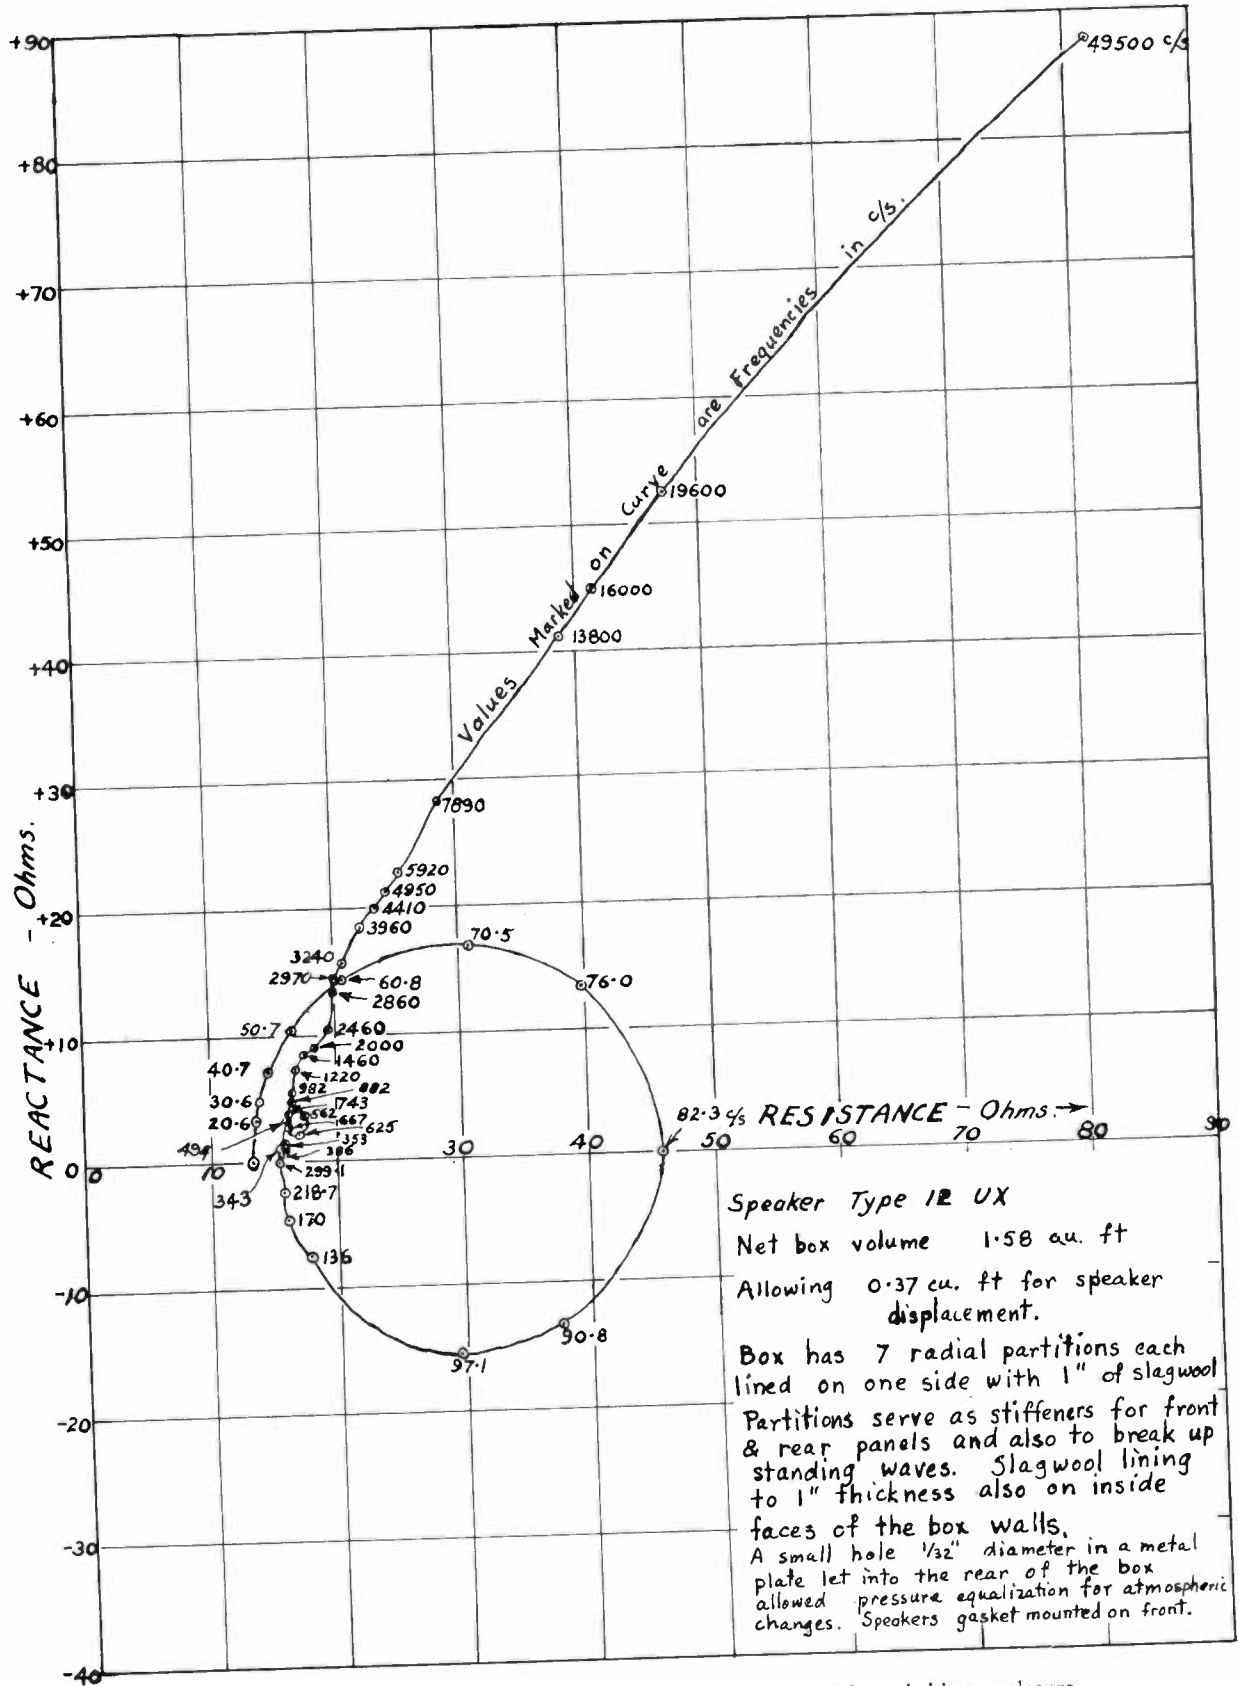 +90
49500 c/s
+80
+70
+60
+50
+40
+30
+20
+10
0
-10
-20
-30
-40
REACTANCE - Ohms.
Values Marked on Curve are Frequencies in c/s.
19600
16000
13800
7890
5920
4950
4410
3960
3240
2970
60.8
2860
70.5
76.0
50.7
2460
2000
1460
40.7
1220
982
882
30.6
743
562
20.6
667
625
494
353
386
299.1
343
218.7
170
136
97.1
90.8
82.3 c/s RESISTANCE - Ohms.→
0 10 30 50 60 70 80 90
Speaker Type 12 UX
Net box volume 1.58 cu. ft
Allowing 0.37 cu. ft for speaker
displacement.
Box has 7 radial partitions each
lined on one side with 1" of slagwool
Partitions serve as stiffeners for front
& rear panels and also to break up
standing waves. Slagwool lining
to 1" thickness also on inside
faces of the box walls.
A small hole 1/32" diameter in a metal
plate let into the rear of the box
allowed pressure equalization for atmospheric
changes. Speakers gasket mounted on front.